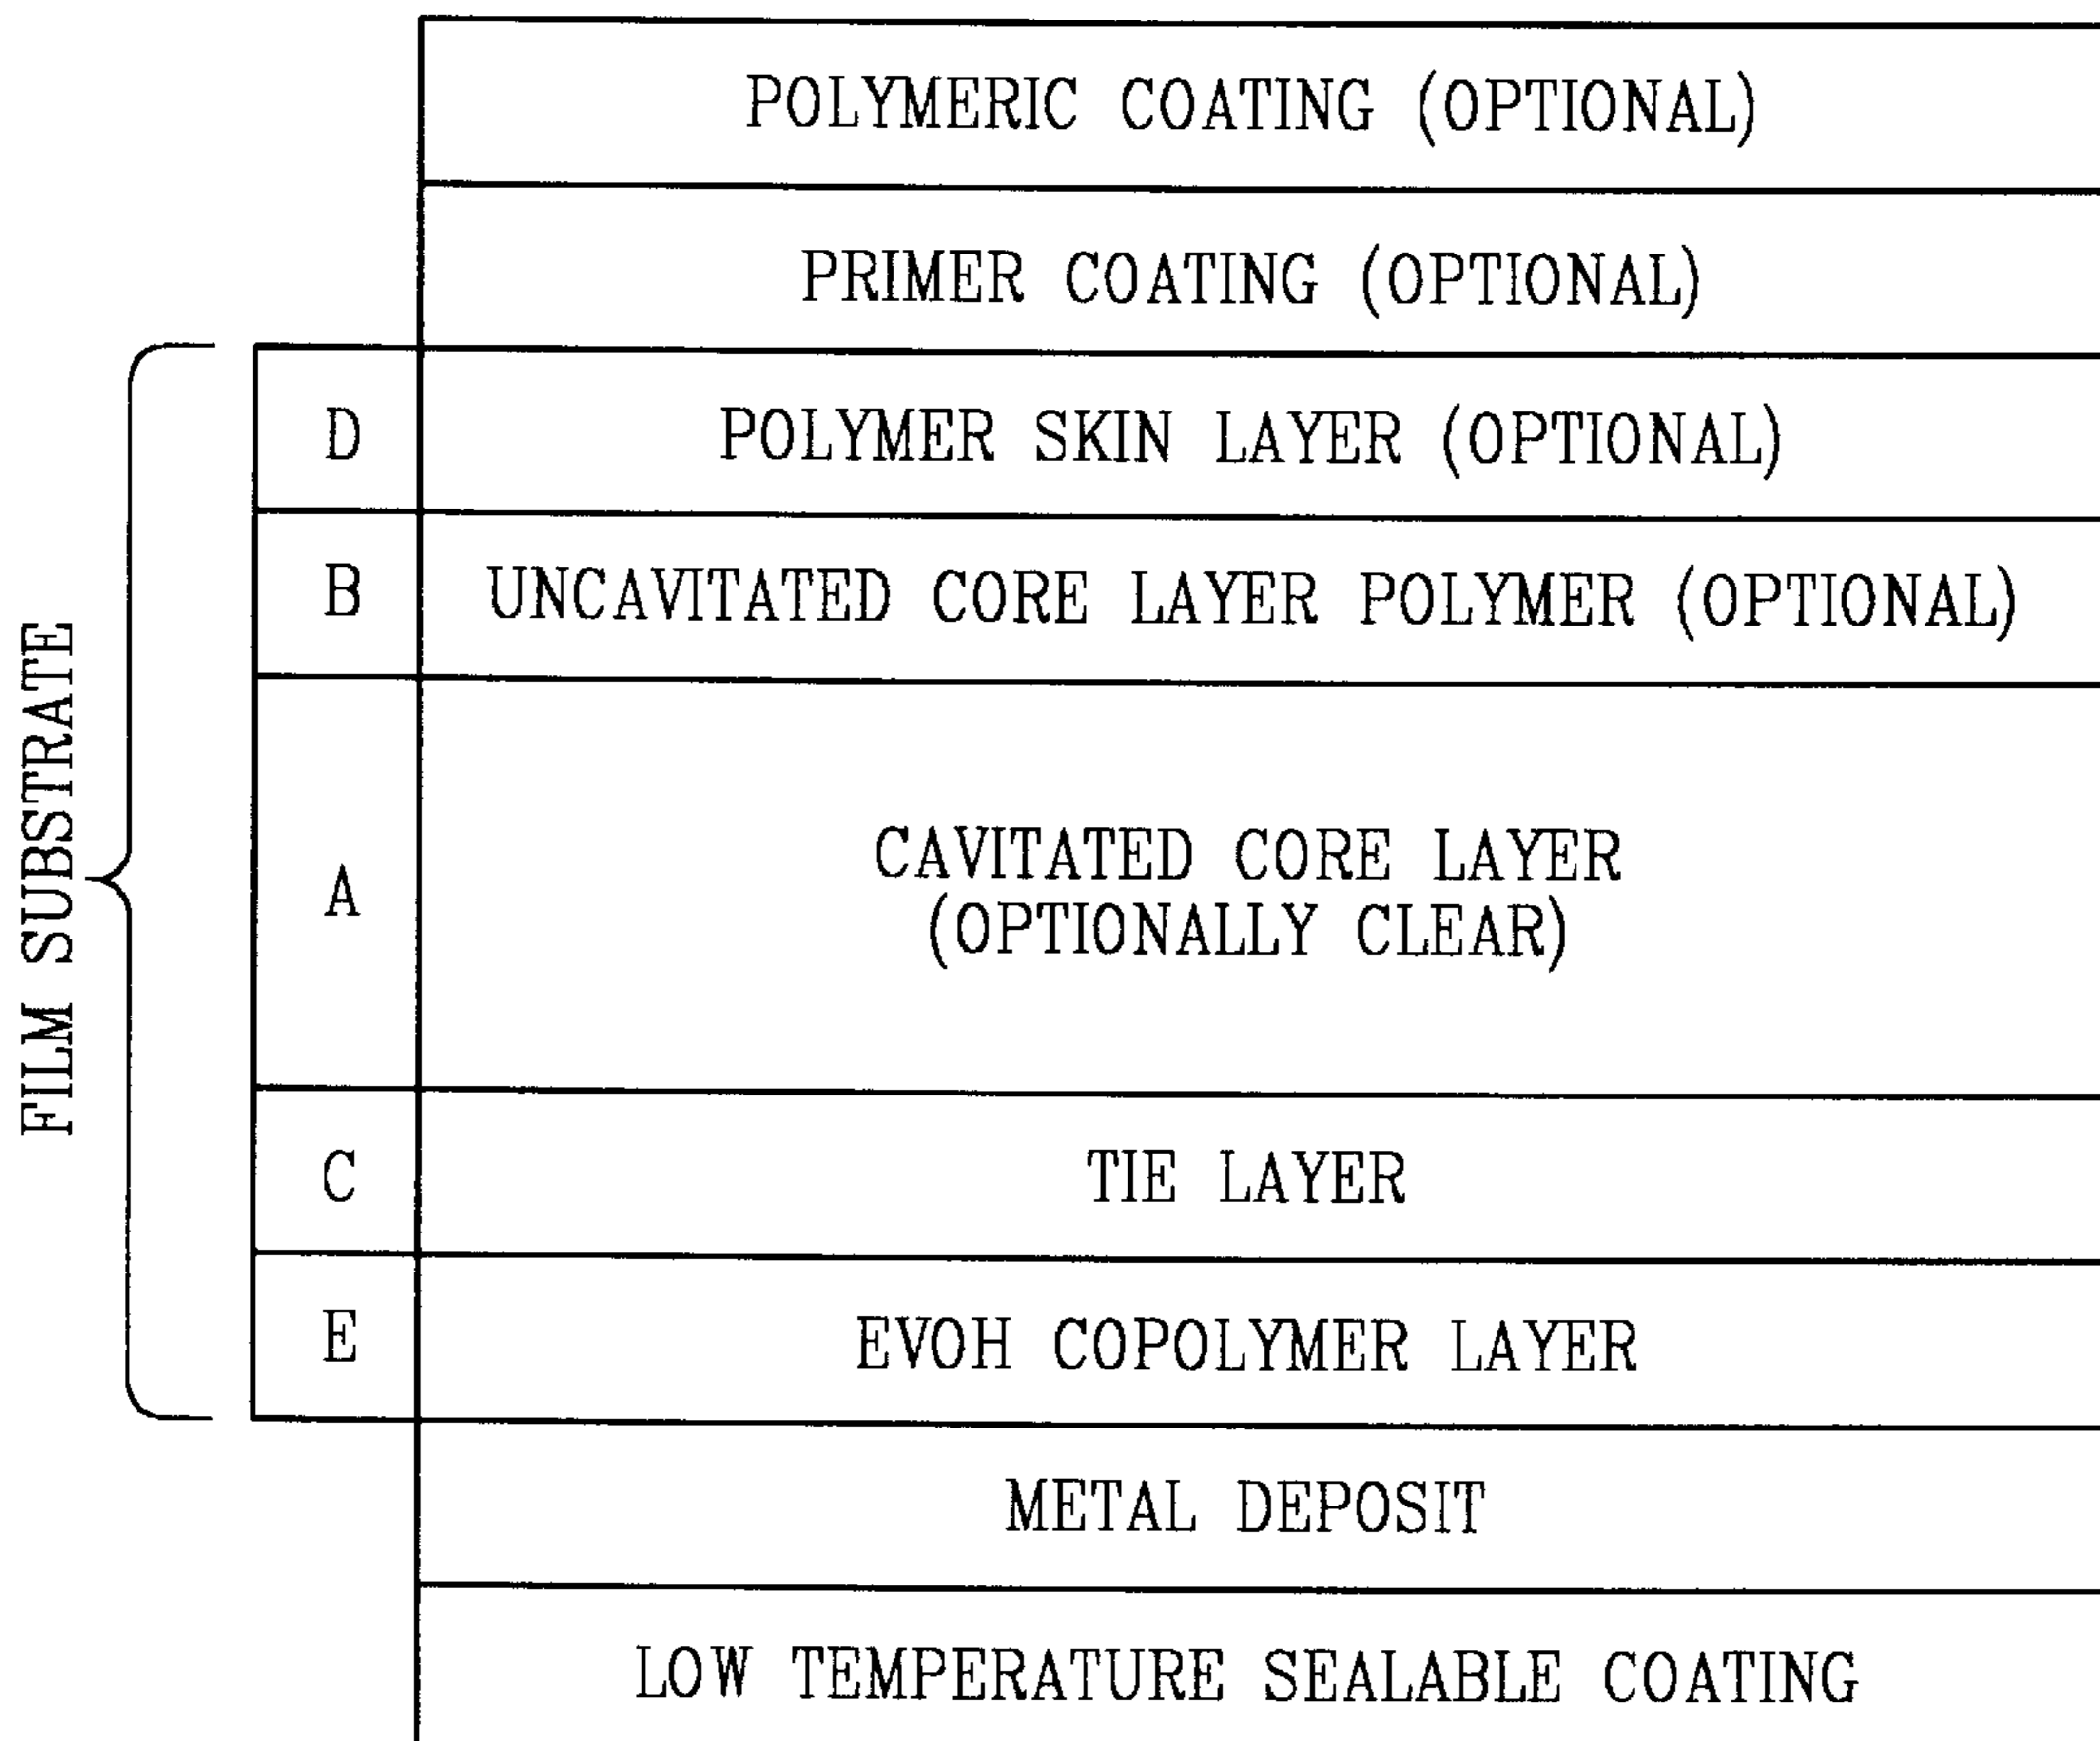 POLYMERIC COATING (OPTIONAL)
PRIMER COATING (OPTIONAL)
FILM SUBSTRATE
D POLYMER SKIN LAYER (OPTIONAL)
B UNCAVITATED CORE LAYER POLYMER (OPTIONAL)
A CAVITATED CORE LAYER
(OPTIONALLY CLEAR)
C TIE LAYER
E EVOH COPOLYMER LAYER
METAL DEPOSIT
LOW TEMPERATURE SEALABLE COATING